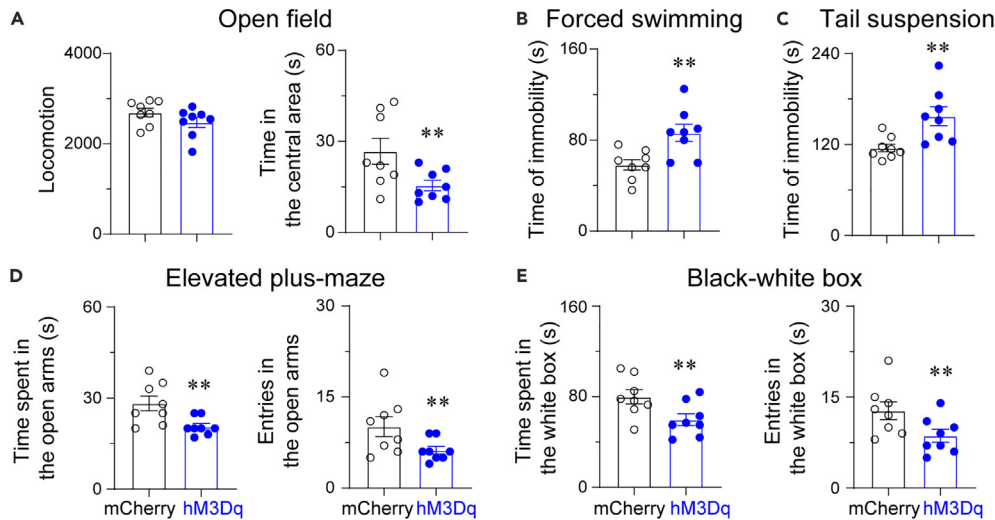 A
Open field
Locomotion
4000
2000
0
Time in
the central area (s)
60
30
0
**
B
Forced swimming
Time of immobility (s)
160
80
0
**
C
Tail suspension
Time of immobility (s)
240
120
0
**
D
Elevated plus-maze
Time spent in
the open arms (s)
60
30
0
**
mCherry hM3Dq
Entries in
the open arms (s)
30
15
0
**
mCherry hM3Dq
E
Black-white box
Time spent in
the white box (s)
160
80
0
**
mCherry hM3Dq
Entries in
the white box (s)
30
15
0
**
mCherry hM3Dq